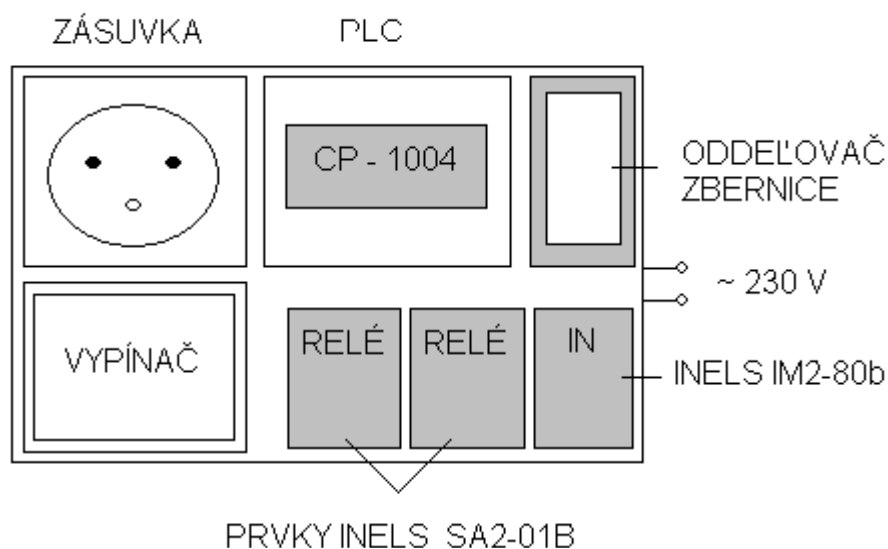 ZÁSUVKA
PLC
CP - 1004
ODDEĽOVAČ
ZBERNICE
~ 230 V
VYPÍNAČ
RELÉ
RELÉ
IN
INELS IM2-80b
PRVKY INELS SA2-01B